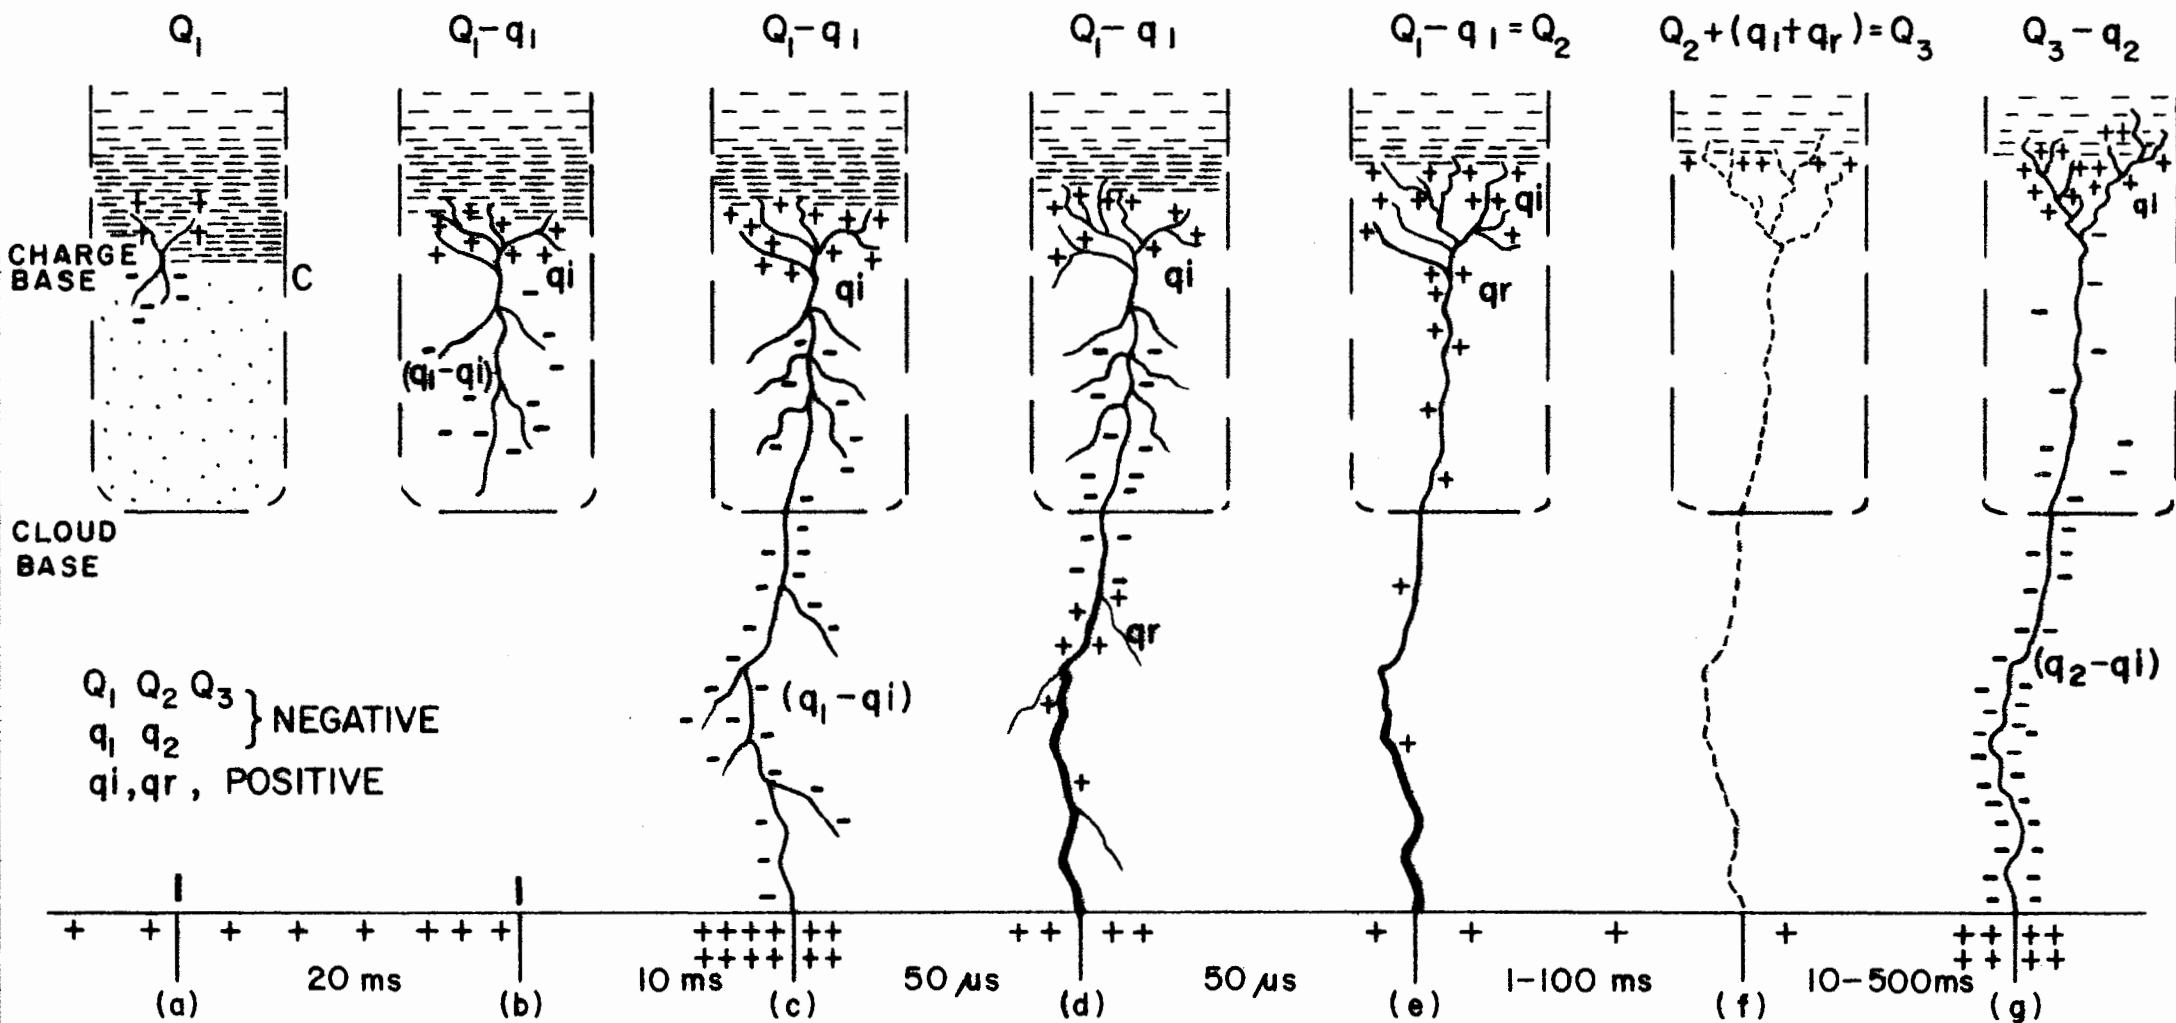 Q₁ Q₁-q₁ Q₁-q₁ Q₁-q₁ Q₁-q₁=Q₂ Q₂+(q₁+qr)=Q₃ Q₃-q₂
CHARGE
BASE
C
qi
(q₁-qi)
qi
qi
qi
qr
qi
CLOUD
BASE
qr
(q₁-qi)
(q₂-qi)
Q₁ Q₂ Q₃
q₁ q₂
} NEGATIVE
qi,qr, POSITIVE
20 ms 10 ms 50 µs 50 µs 1-100 ms 10-500ms
(a) (b) (c) (d) (e) (f) (g)